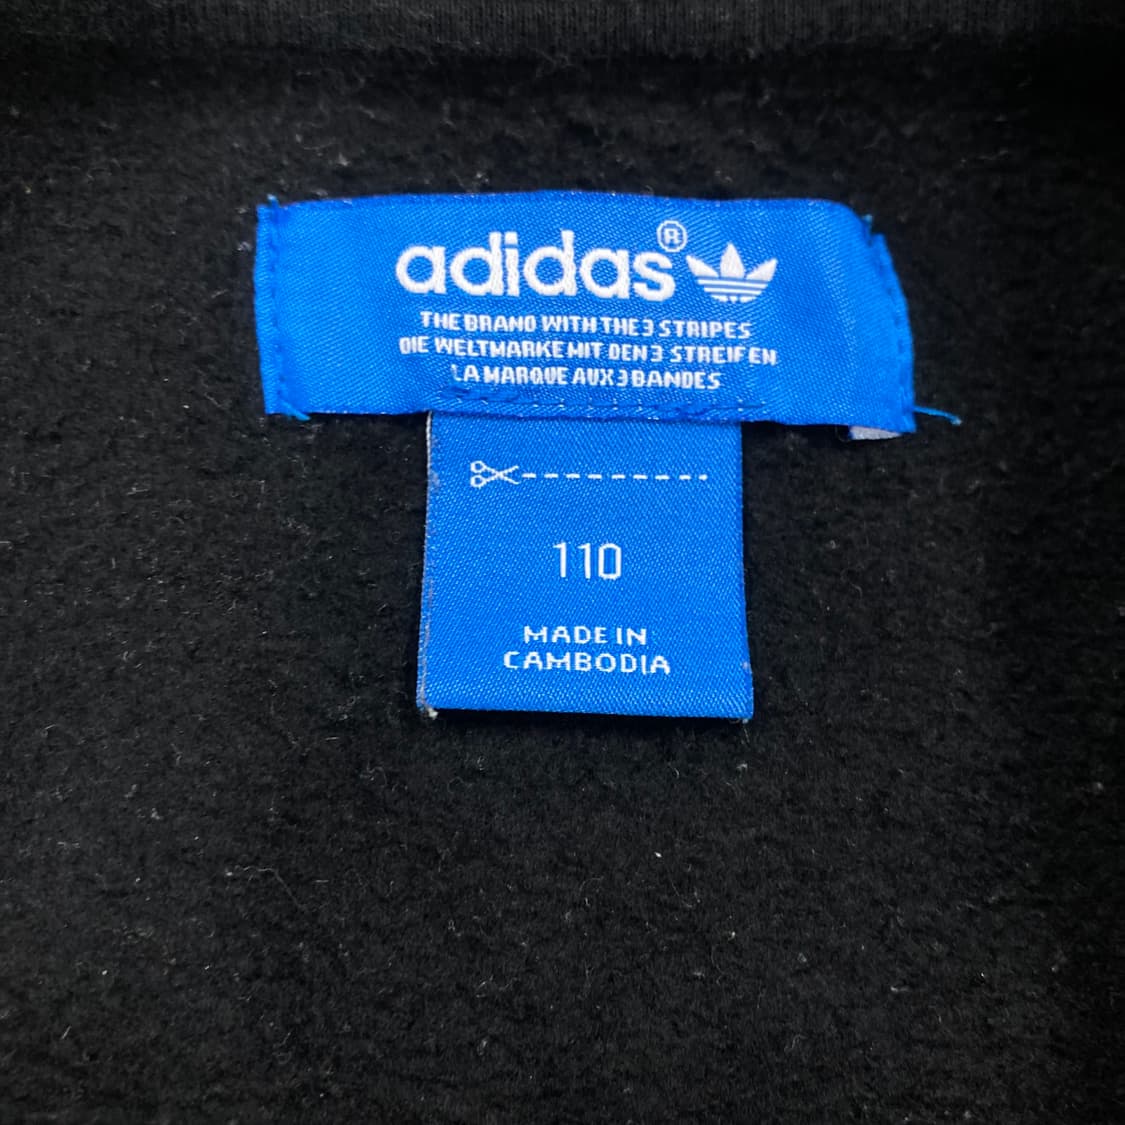 adidas®
THE BRAND WITH THE 3 STRIPES
DIE WELTMARKE MIT DEN 3 STREIFEN
LA MARQUE AUX 3 BANDES
110
MADE IN
CAMBODIA